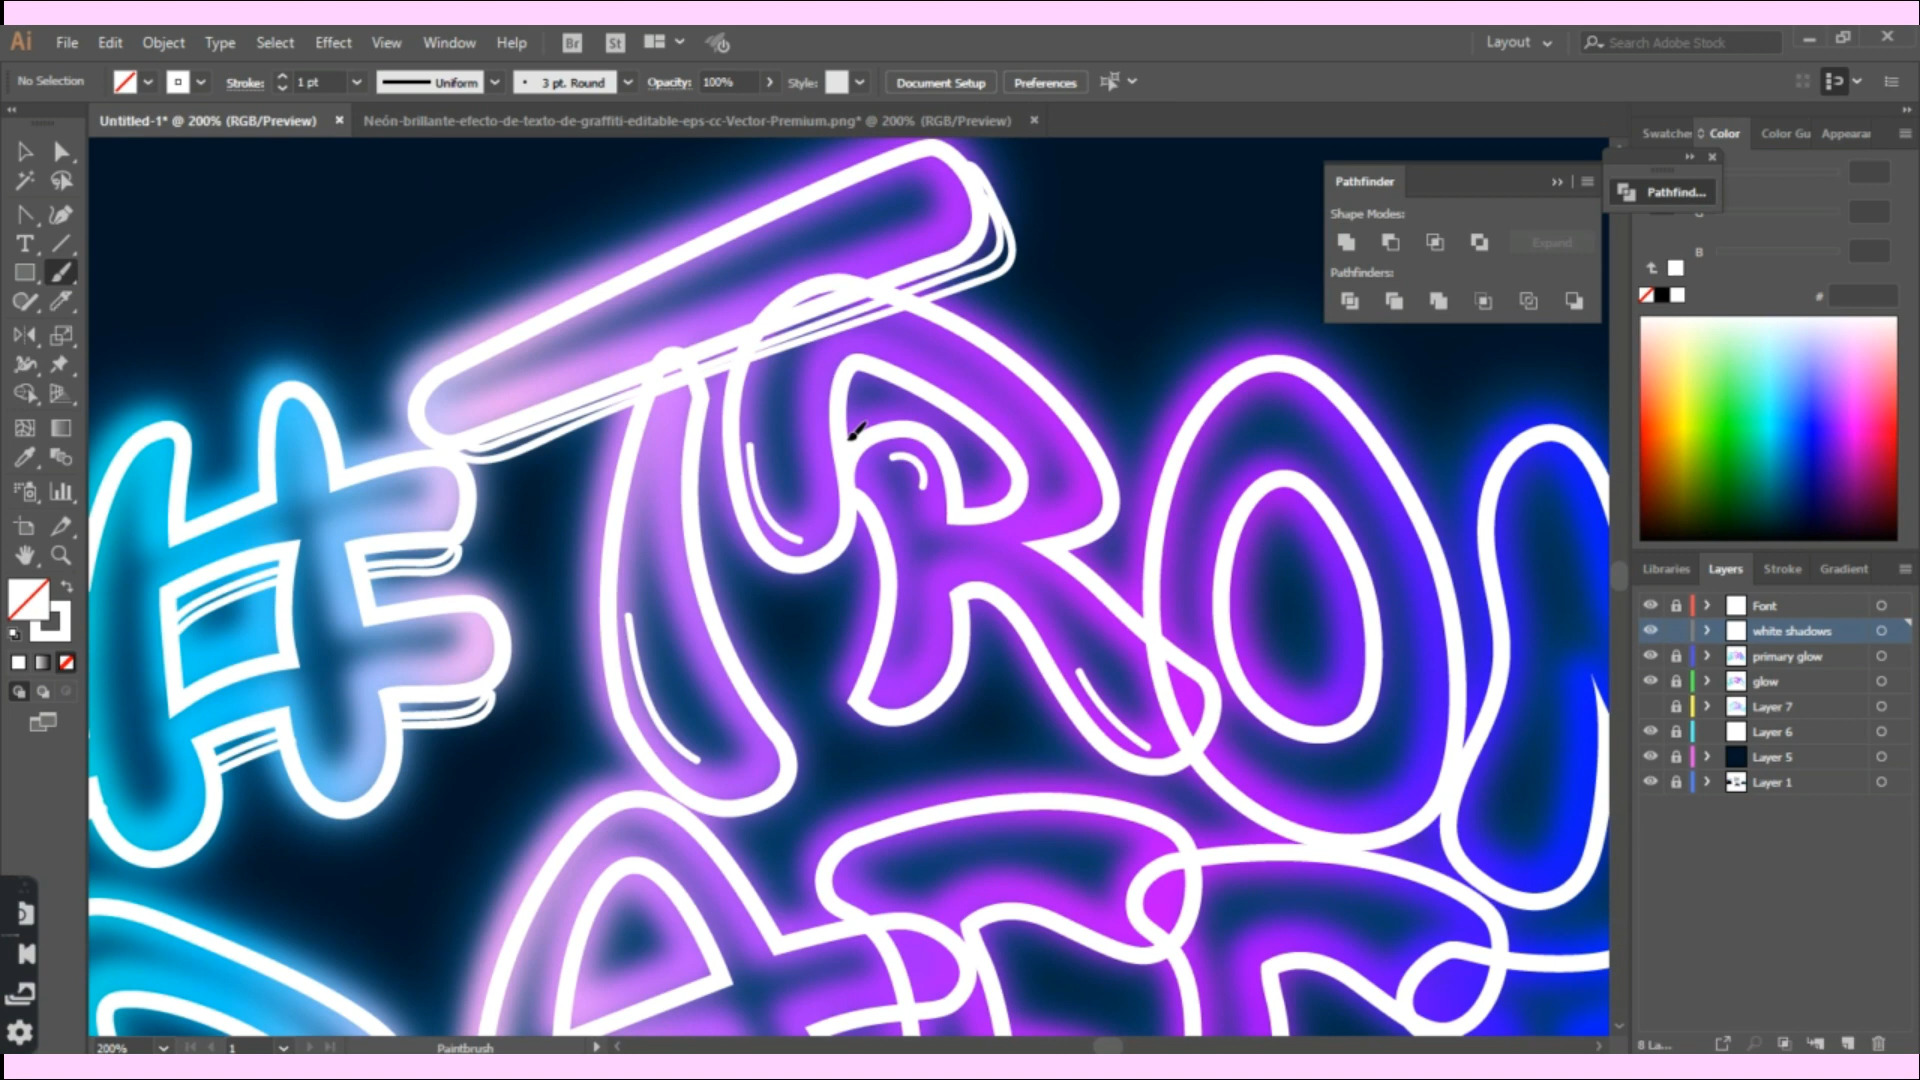 Ai File Edit Object Type Select Effect View Window Help Br St Layout Search Adobe Stock
No Selection Stroke: 1 pt Uniform 3 pt. Round Opacity: 100% Style: Document Setup Preferences
Untitled-1* @ 200% (RGB/Preview) Neón-brillante-efecto-de-texto-de-graffiti-editable-eps-cc-Vector-Premium.png* @ 200% (RGB/Preview)
Swatche Color Color Gu Appearar
Pathfinder
Pathfind...
Shape Modes:
Expand
Pathfinders:
B
#
Libraries Layers Stroke Gradient
Font
white shadows
primary glow
glow
Layer 7
Layer 6
Layer 5
Layer 1
200% 1 Paintbrush 8 La...